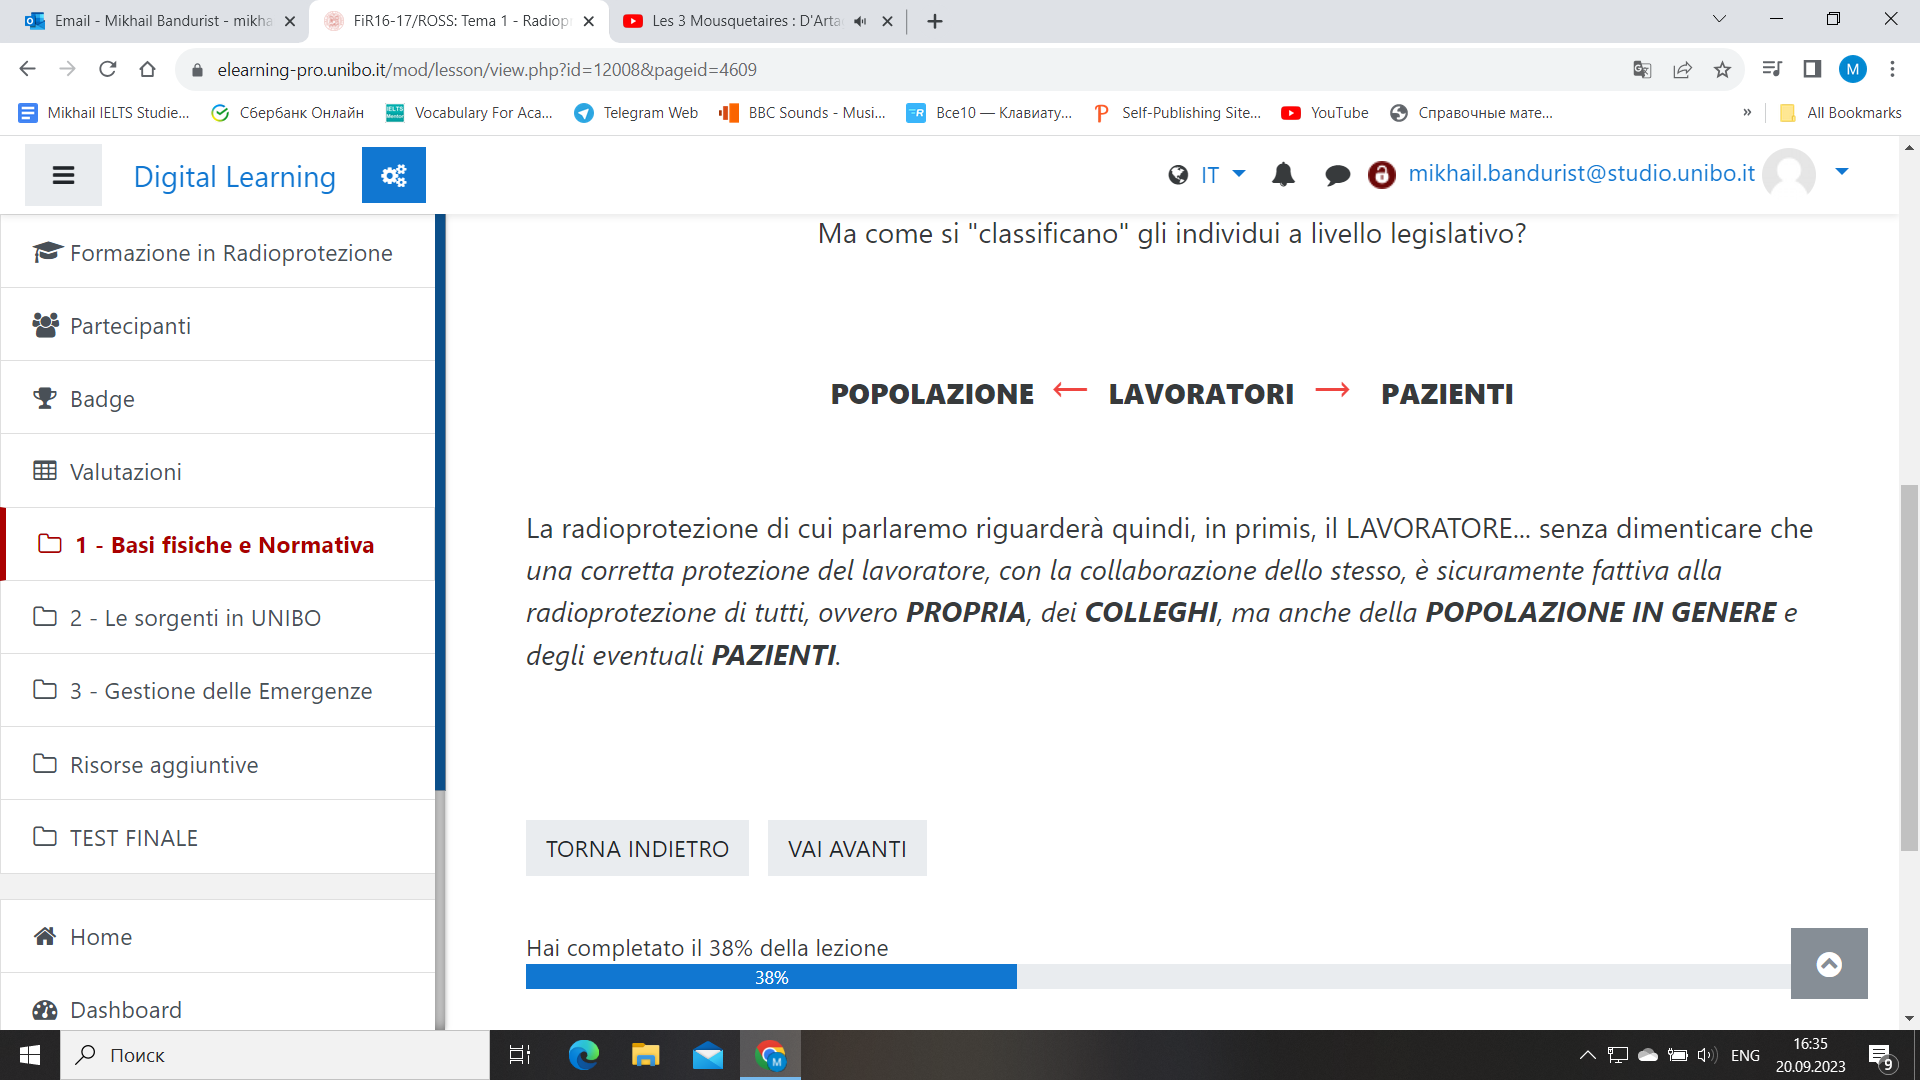 Email - Mikhail Bandurist - mikha
FiR16-17/ROSS: Tema 1 - Radiop
Les 3 Mousquetaires : D'Arta
elearning-pro.unibo.it/mod/lesson/view.php?id=12008&pageid=4609
M
Mikhail IELTS Studie...
Сбербанк Онлайн
Vocabulary For Aca...
Telegram Web
BBC Sounds - Musi...
Все10 — Клавиату...
Self-Publishing Site...
YouTube
Справочные мате...
»
All Bookmarks
Digital Learning
IT
mikhail.bandurist@studio.unibo.it
Formazione in Radioprotezione
Partecipanti
Badge
Valutazioni
1 - Basi fisiche e Normativa
2 - Le sorgenti in UNIBO
3 - Gestione delle Emergenze
Risorse aggiuntive
TEST FINALE
Home
Dashboard
Ma come si "classificano" gli individui a livello legislativo?
POPOLAZIONE ← LAVORATORI → PAZIENTI
La radioprotezione di cui parlaremo riguarderà quindi, in primis, il LAVORATORE... senza dimenticare che
una corretta protezione del lavoratore, con la collaborazione dello stesso, è sicuramente fattiva alla
radioprotezione di tutti, ovvero PROPRIA, dei COLLEGHI, ma anche della POPOLAZIONE IN GENERE e
degli eventuali PAZIENTI.
TORNA INDIETRO
VAI AVANTI
Hai completato il 38% della lezione
38%
Поиск
M
ENG
16:35
20.09.2023
9